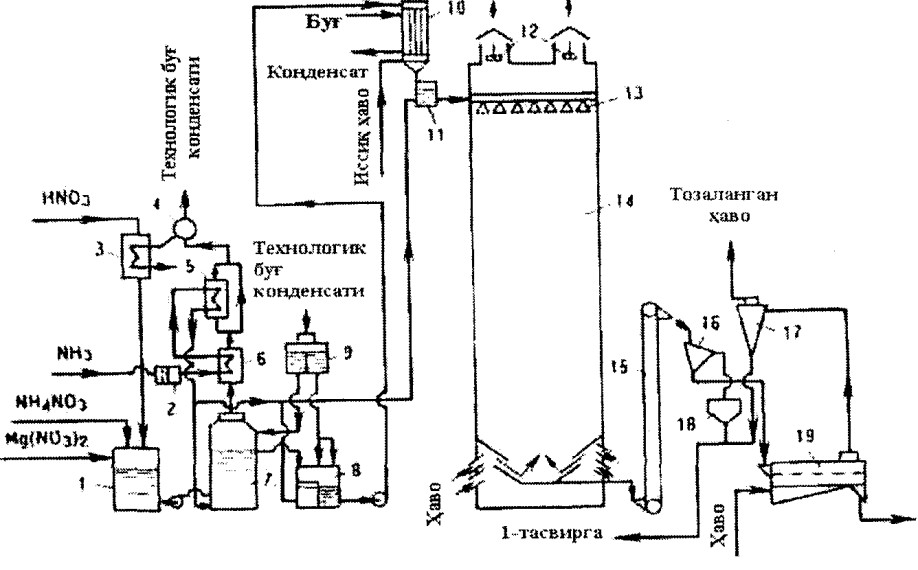 Буғ
10
12
Конденсат
13
11
Технологик буғ
конденсати
Иссиқ ҳаво
HNO3
4
14
Тозаланган
ҳаво
3
5
Технологик
буғ
конденсати
16
17
NH3
6
9
15
2
NH4NO3
18
Mg(NO3)2
19
1
7
8
Ҳаво
1-тасвирга
Ҳаво